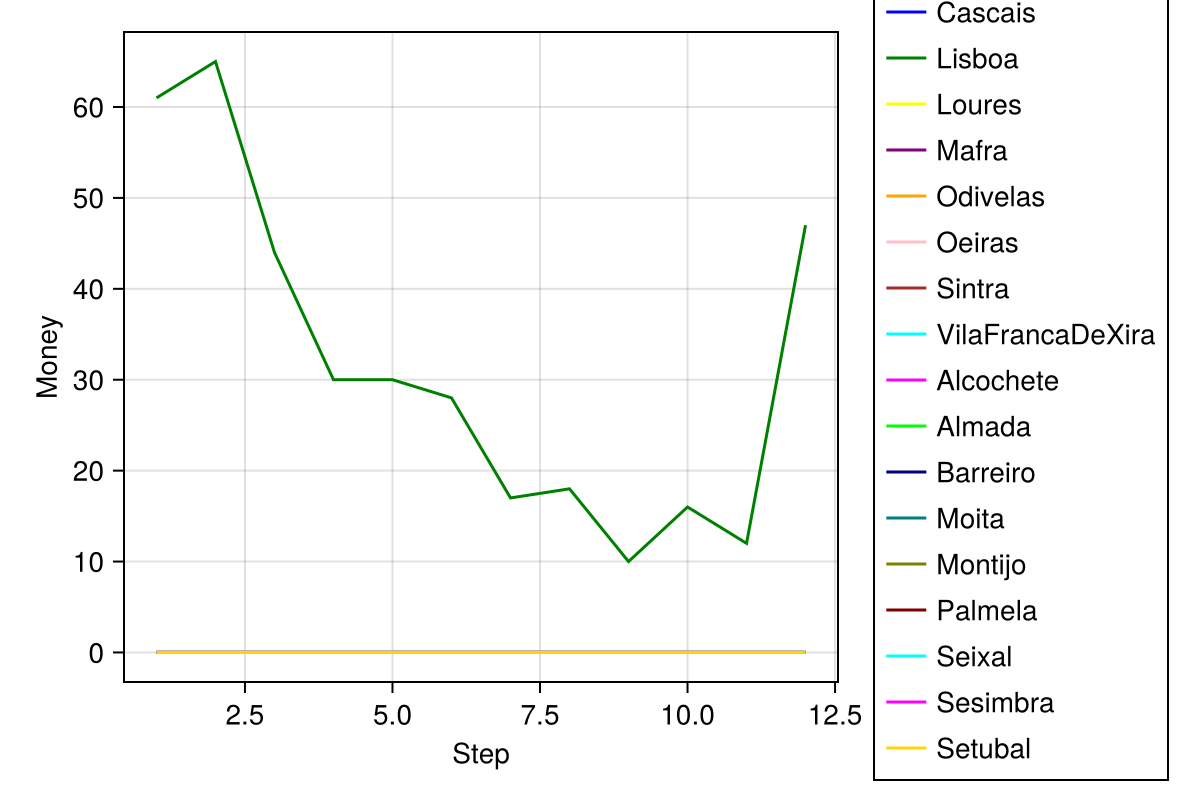 60
50
40
30
20
10
0
Money
2.5 5.0 7.5 10.0 12.5
Step
Cascais
Lisboa
Loures
Mafra
Odivelas
Oeiras
Sintra
VilaFrancaDeXira
Alcochete
Almada
Barreiro
Moita
Montijo
Palmela
Seixal
Sesimbra
Setubal